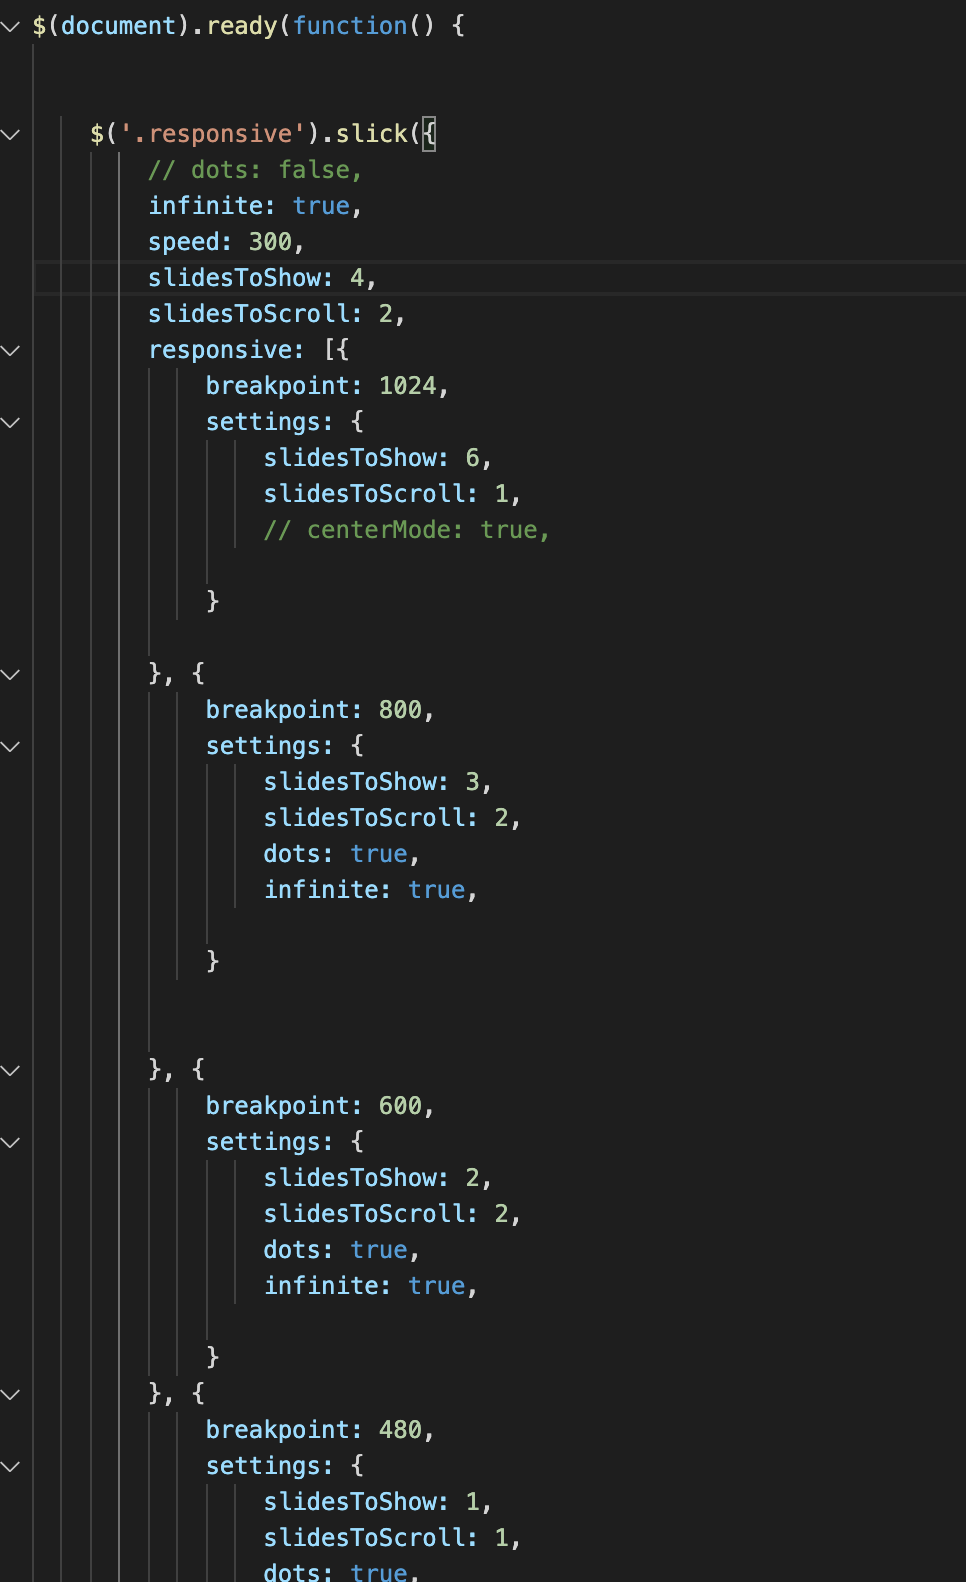 $(document).ready(function() {
$('.responsive').slick({
// dots: false,
infinite: true,
speed: 300,
slidesToShow: 4,
slidesToScroll: 2,
responsive: [{
breakpoint: 1024,
settings: {
slidesToShow: 6,
slidesToScroll: 1,
// centerMode: true,
}
}, {
breakpoint: 800,
settings: {
slidesToShow: 3,
slidesToScroll: 2,
dots: true,
infinite: true,
}
}, {
breakpoint: 600,
settings: {
slidesToShow: 2,
slidesToScroll: 2,
dots: true,
infinite: true,
}
}, {
breakpoint: 480,
settings: {
slidesToShow: 1,
slidesToScroll: 1,
dots: true,